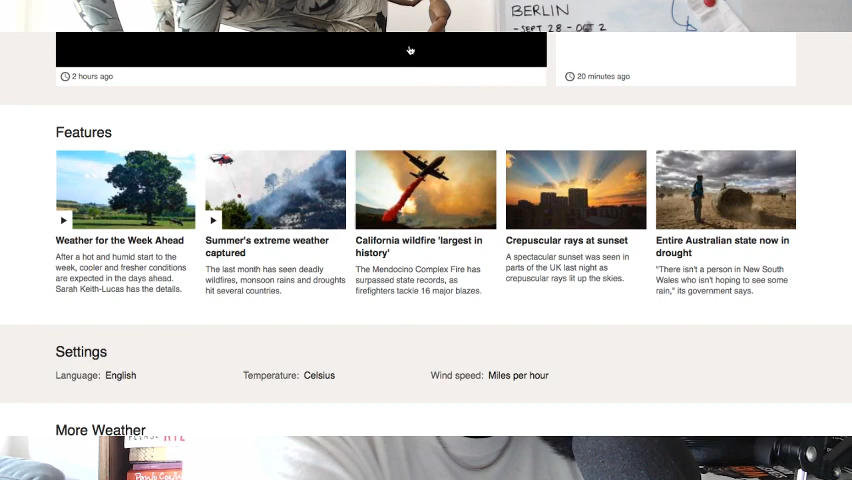 BERLIN
- SEPT 28 - OCT 2
2 hours ago
20 minutes ago
Features
Weather for the Week Ahead
After a hot and humid start to the
week, cooler and fresher conditions
are expected in the days ahead.
Sarah Keith-Lucas has the details.
Summer's extreme weather
captured
The last month has seen deadly
wildfires, monsoon rains and droughts
hit several countries.
California wildfire 'largest in
history'
The Mendocino Complex Fire has
surpassed state records, as
firefighters tackle 16 major blazes.
Crepuscular rays at sunset
A spectacular sunset was seen in
parts of the UK last night as
crepuscular rays lit up the skies.
Entire Australian state now in
drought
"There isn't a person in New South
Wales who isn't hoping to see some
rain," its government says.
Settings
Language: English
Temperature: Celsius
Wind speed: Miles per hour
More Weather